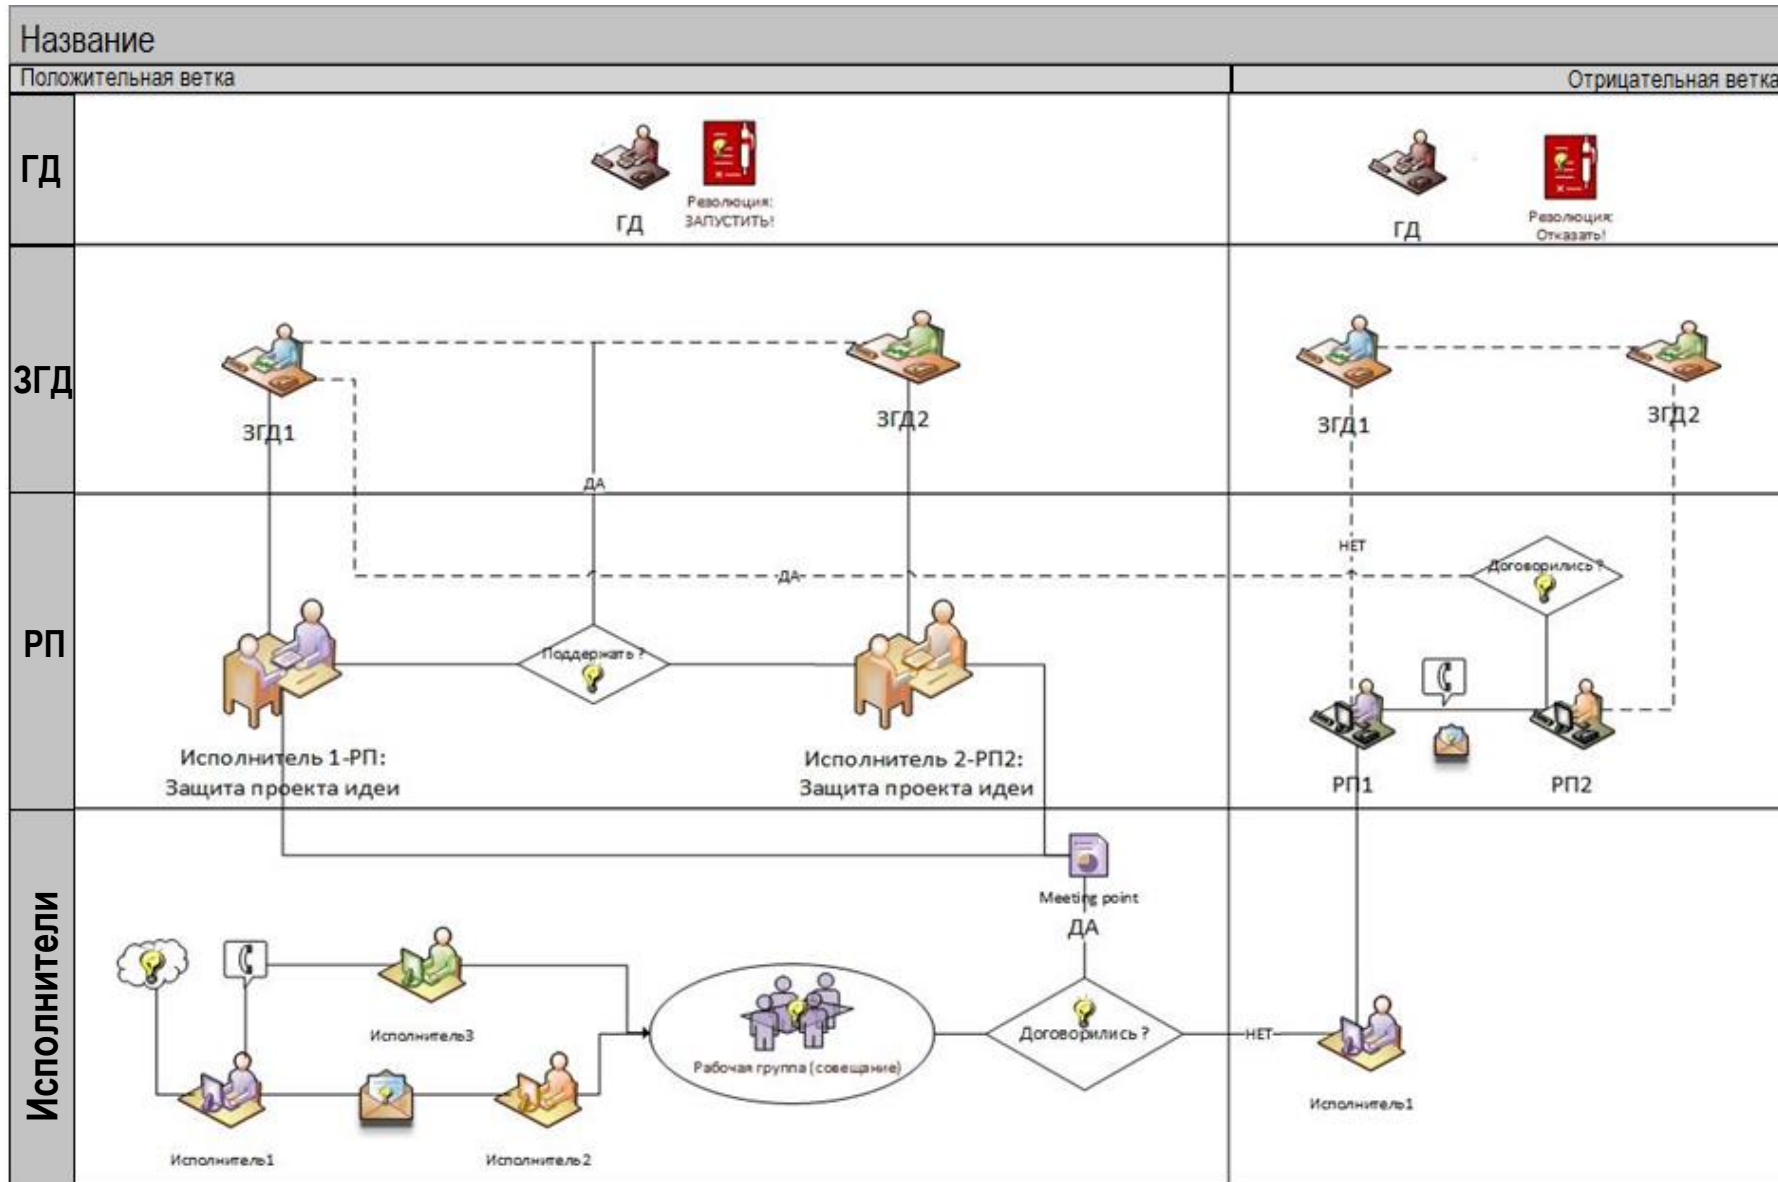 Название
Положительная ветка
Отрицательная ветка
ГД
ГД
Революция:
ЗАПУСТИТЬ!
ГД
Революция:
Отказать!
ЗГД
ЗГД1
ЗГД2
ЗГД1
ЗГД2
ДА
РП
НЕТ
Договорились ?
ДА
Поддержать ?
Исполнитель 1-РП:
Защита проекта идеи
Исполнитель 2-РП2:
Защита проекта идеи
РП1
РП2
Исполнители
Meeting point
ДА
Исполнитель3
Договорились ?
НЕТ
Рабочая группа (совещание)
Исполнитель1
Исполнитель1
Исполнитель2